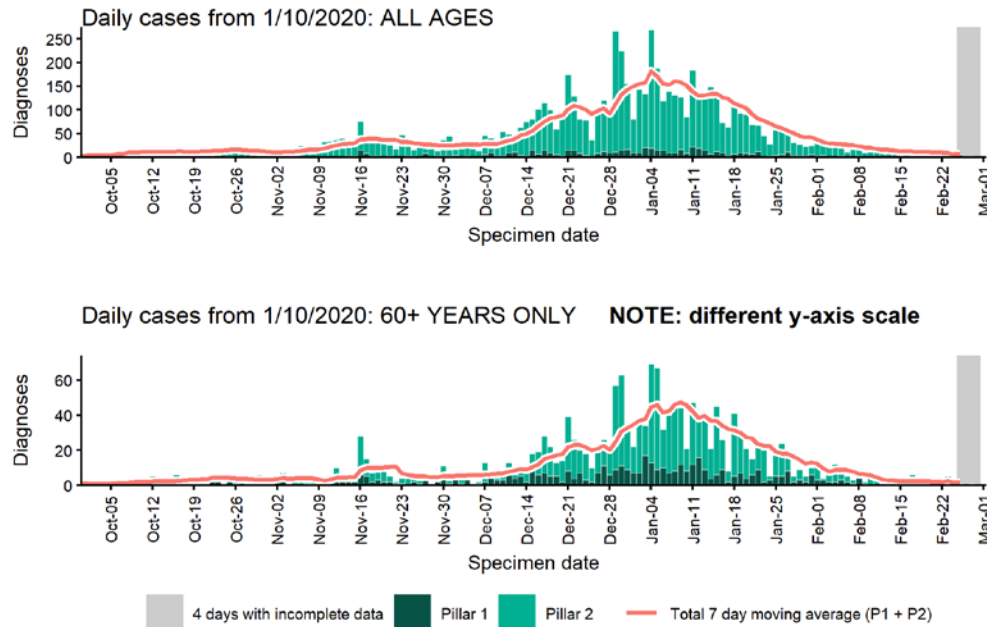 Daily cases from 1/10/2020: ALL AGES
Diagnoses
250
200
150
100
50
0
Oct-05 Oct-12 Oct-19 Oct-26 Nov-02 Nov-09 Nov-16 Nov-23 Nov-30 Dec-07 Dec-14 Dec-21 Dec-28 Jan-04 Jan-11 Jan-18 Jan-25 Feb-01 Feb-08 Feb-15 Feb-22 Mar-01
Specimen date
Daily cases from 1/10/2020: 60+ YEARS ONLY NOTE: different y-axis scale
Diagnoses
60
40
20
0
Oct-05 Oct-12 Oct-19 Oct-26 Nov-02 Nov-09 Nov-16 Nov-23 Nov-30 Dec-07 Dec-14 Dec-21 Dec-28 Jan-04 Jan-11 Jan-18 Jan-25 Feb-01 Feb-08 Feb-15 Feb-22 Mar-01
Specimen date
4 days with incomplete data Pillar 1 Pillar 2 Total 7 day moving average (P1 + P2)